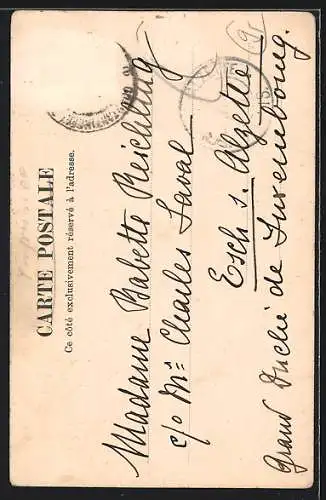 CARTE POSTALE
Ce côté exclusivement réservé à l'adresse.
Madame Babette Reichling
c/o Mr Charles Laval
Esch s. Alzette
Grand Duché de Luxembourg.